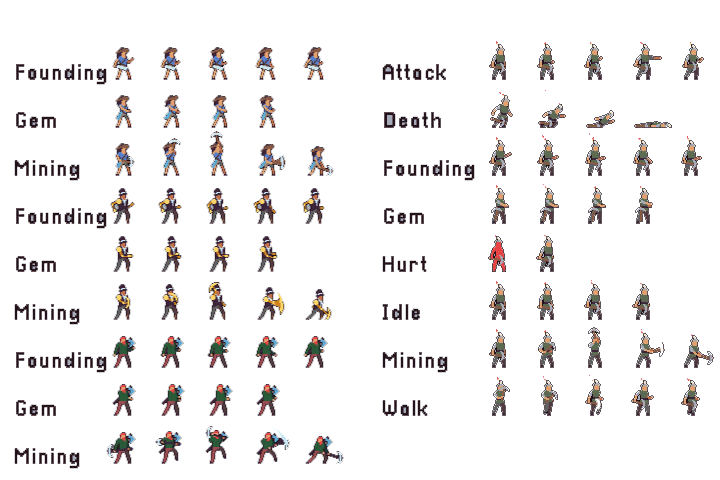 Founding
Gem
Mining
Founding
Gem
Mining
Founding
Gem
Mining
Attack
Death
Founding
Gem
Hurt
Idle
Mining
Walk